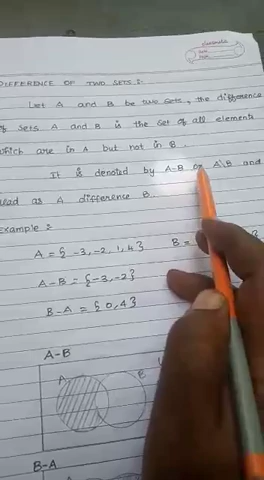 DIFFERENCE OF TWO SETS :-
Let A and B be two sets, the difference
of sets A and B is the set of all elements
which are in A but not in B.
It is denoted by A-B or A\B and
read as A difference B.
Example :
A = {-3, -2, 1, 4} B =
A-B = {-3, -2}
B-A = {0, 4}
A-B
A B
B-A